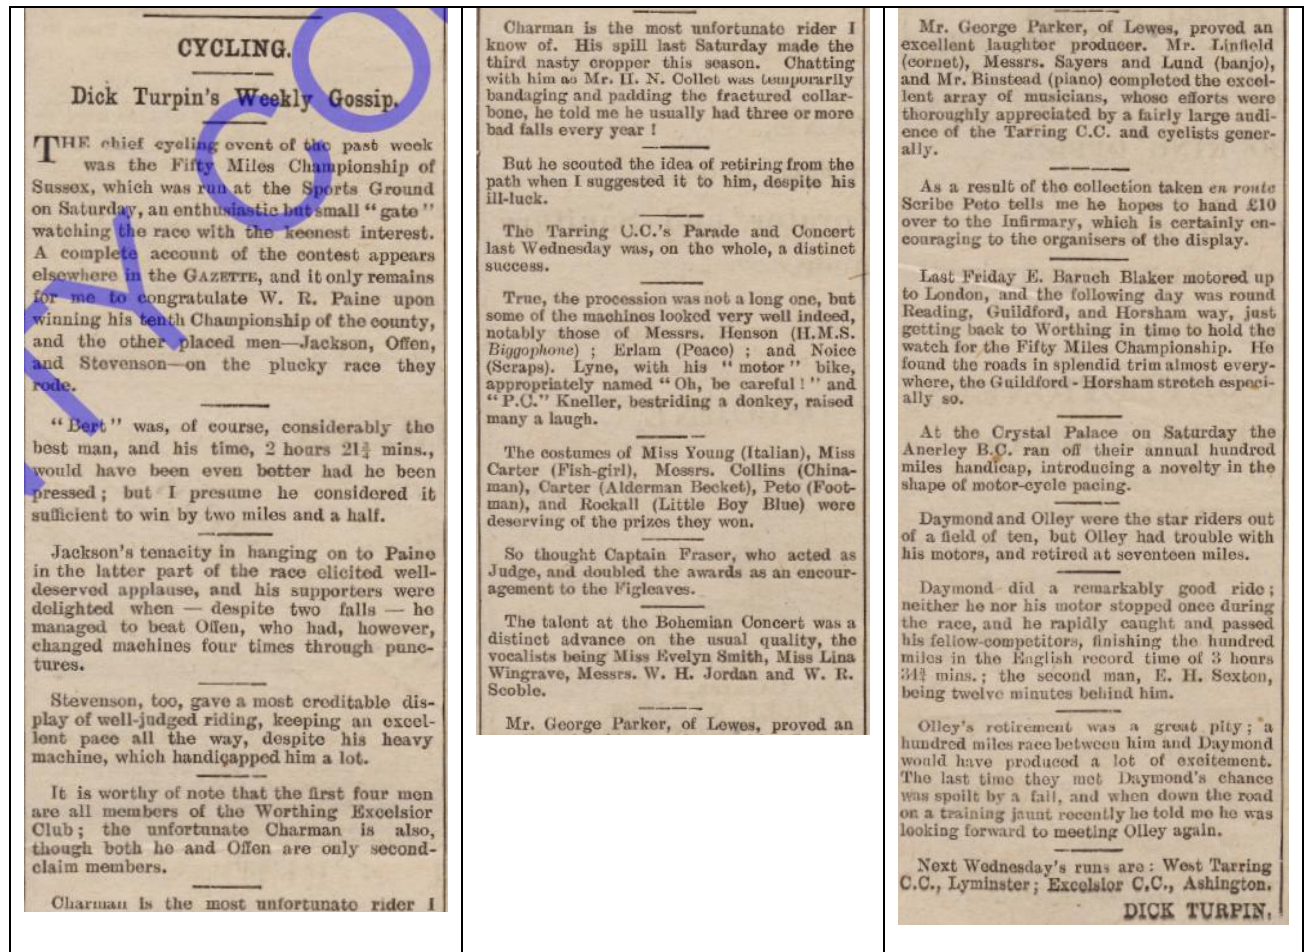 CYCLING.
Dick Turpin's Weekly Gossip.
THE chief cycling event of the past week
was the Fifty Miles Championship of
Sussex, which was run at the Sports Ground
on Saturday, an enthusiastic but small "gate"
watching the race with the keenest interest.
A complete account of the contest appears
elsewhere in the GAZETTE, and it only remains
for me to congratulate W. R. Paine upon
winning his tenth Championship of the county,
and the other placed men—Jackson, Offen,
and Stevenson—on the plucky race they
rode.
"Bert" was, of course, considerably the
best man, and his time, 2 hours 21¾ mins.,
would have been even better had he been
pressed; but I presume he considered it
sufficient to win by two miles and a half.
Jackson's tenacity in hanging on to Paine
in the latter part of the race elicited well-
deserved applause, and his supporters were
delighted when — despite two falls — he
managed to beat Offen, who had, however,
changed machines four times through punc-
tures.
Stevenson, too, gave a most creditable dis-
play of well-judged riding, keeping an excel-
lent pace all the way, despite his heavy
machine, which handicapped him a lot.
It is worthy of note that the first four men
are all members of the Worthing Excelsior
Club; the unfortunate Charman is also,
though both he and Offen are only second-
claim members.
Charman is the most unfortunate rider I
Charman is the most unfortunate rider I
know of. His spill last Saturday made the
third nasty cropper this season. Chatting
with him as Mr. H. N. Collet was temporarily
bandaging and padding the fractured collar-
bone, he told me he usually had three or more
bad falls every year!
But he scouted the idea of retiring from the
path when I suggested it to him, despite his
ill-luck.
The Tarring C.C.'s Parade and Concert
last Wednesday was, on the whole, a distinct
success.
True, the procession was not a long one, but
some of the machines looked very well indeed,
notably those of Messrs. Henson (H.M.S.
Biggophone); Erlam (Peace); and Noice
(Scraps). Lyne, with his "motor" bike,
appropriately named "Oh, be careful!" and
"P.C." Kneller, bestriding a donkey, raised
many a laugh.
The costumes of Miss Young (Italian), Miss
Carter (Fish-girl), Messrs. Collins (China-
man), Carter (Alderman Becket), Peto (Foot-
man), and Rockall (Little Boy Blue) were
deserving of the prizes they won.
So thought Captain Fraser, who acted as
Judge, and doubled the awards as an encour-
agement to the Figleaves.
The talent at the Bohemian Concert was a
distinct advance on the usual quality, the
vocalists being Miss Evelyn Smith, Miss Lina
Wingrave, Messrs. W. H. Jordan and W. R.
Scoble.
Mr. George Parker, of Lewes, proved an
Mr. George Parker, of Lewes, proved an
excellent laughter producer. Mr. Linfield
(cornet), Messrs. Sayers and Lund (banjo),
and Mr. Binstead (piano) completed the excel-
lent array of musicians, whose efforts were
thoroughly appreciated by a fairly large audi-
ence of the Tarring C.C. and cyclists gener-
ally.
As a result of the collection taken en route
Scribe Peto tells me he hopes to hand £10
over to the Infirmary, which is certainly en-
couraging to the organisers of the display.
Last Friday E. Baruch Blaker motored up
to London, and the following day was round
Reading, Guildford, and Horsham way, just
getting back to Worthing in time to hold the
watch for the Fifty Miles Championship. He
found the roads in splendid trim almost every-
where, the Guildford-Horsham stretch especi-
ally so.
At the Crystal Palace on Saturday the
Anerley B.C. ran off their annual hundred
miles handicap, introducing a novelty in the
shape of motor-cycle pacing.
Daymond and Olley were the star riders out
of a field of ten, but Olley had trouble with
his motors, and retired at seventeen miles.
Daymond did a remarkably good ride;
neither he nor his motor stopped once during
the race, and he rapidly caught and passed
his fellow-competitors, finishing the hundred
miles in the English record time of 3 hours
34¾ mins.; the second man, E. H. Sexton,
being twelve minutes behind him.
Olley's retirement was a great pity; a
hundred miles race between him and Daymond
would have produced a lot of excitement.
The last time they met Daymond's chance
was spoilt by a fall, and when down the road
on a training jaunt recently he told me he was
looking forward to meeting Olley again.
Next Wednesday's runs are: West Tarring
C.C., Lyminster; Excelsior C.C., Ashington.
DICK TURPIN.